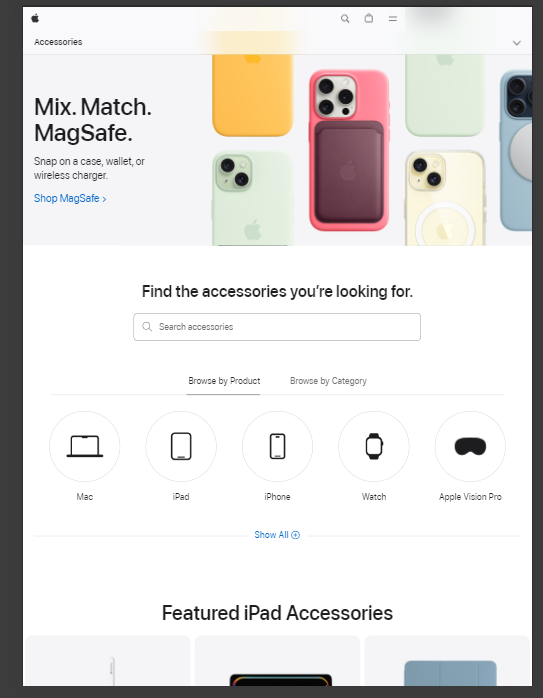 Accessories
Mix. Match.
MagSafe.
Snap on a case, wallet, or
wireless charger.
Shop MagSafe >
Find the accessories you’re looking for.
Search accessories
Browse by Product
Browse by Category
Mac
iPad
iPhone
Watch
Apple Vision Pro
Show All
Featured iPad Accessories